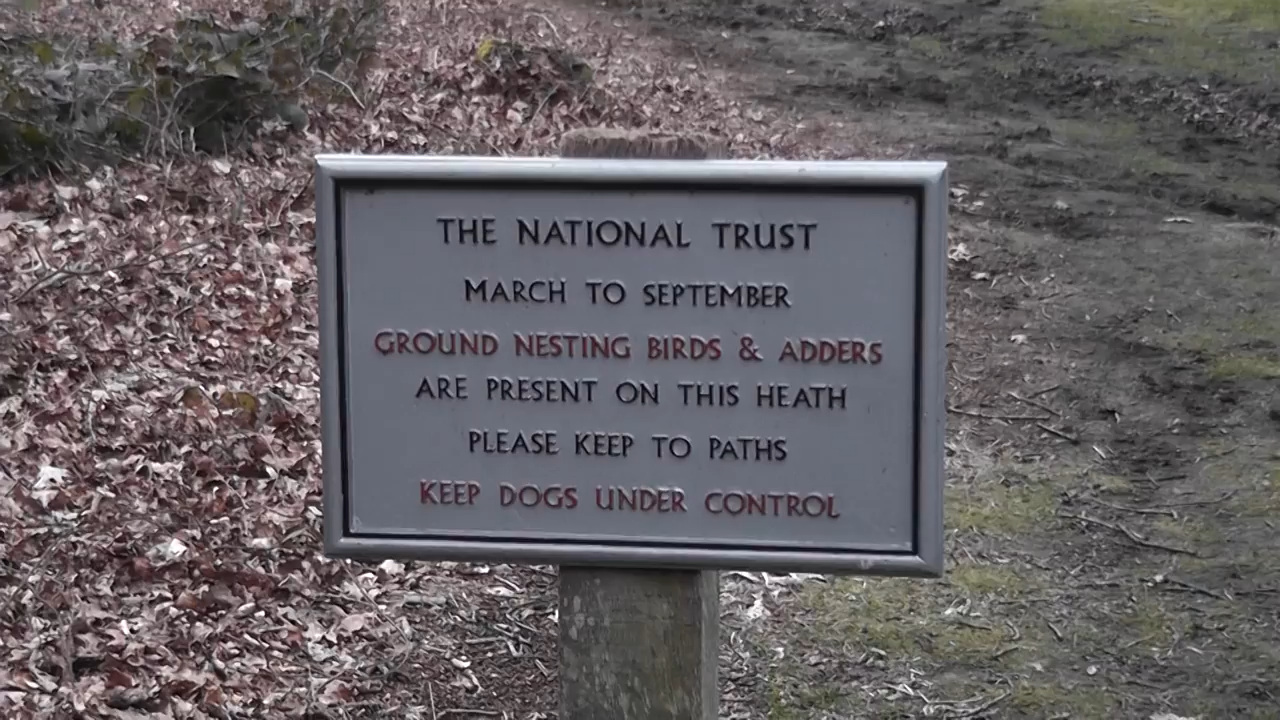 THE NATIONAL TRUST
MARCH TO SEPTEMBER
GROUND NESTING BIRDS & ADDERS
ARE PRESENT ON THIS HEATH
PLEASE KEEP TO PATHS
KEEP DOGS UNDER CONTROL